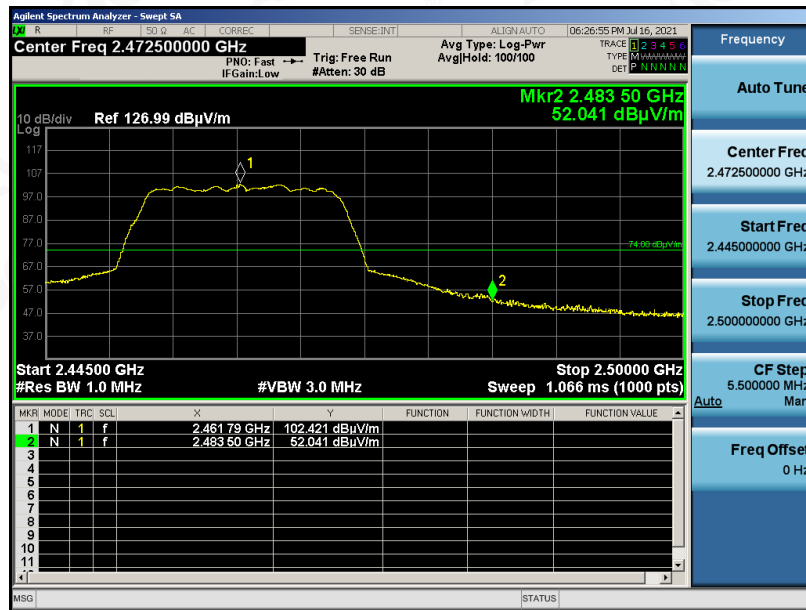 Agilent Spectrum Analyzer - Swept SA
LXI R RF 50 Ω AC CORREC SENSE:INT ALIGN AUTO 06:26:55 PM Jul 16, 2021
Center Freq 2.472500000 GHz
PNO: Fast
IFGain:Low
Trig: Free Run
#Atten: 30 dB
Avg Type: Log-Pwr
Avg|Hold: 100/100
TRACE 1 2 3 4 5 6
TYPE M WWWWW
DET P N N N N N
Mkr2 2.483 50 GHz
52.041 dBµV/m
10 dB/div Ref 126.99 dBµV/m
Log
117
107
97.0
87.0
77.0
67.0
57.0
47.0
37.0
1
74.00 dBµV/m
2
Start 2.44500 GHz Stop 2.50000 GHz
#Res BW 1.0 MHz #VBW 3.0 MHz Sweep 1.066 ms (1000 pts)
MKR MODE TRC SCL X Y FUNCTION FUNCTION WIDTH FUNCTION VALUE
1 N 1 f 2.461 79 GHz 102.421 dBµV/m
2 N 1 f 2.483 50 GHz 52.041 dBµV/m
3
4
5
6
7
8
9
10
11
MSG STATUS
Frequency
Auto Tune
Center Freq
2.472500000 GHz
Start Freq
2.445000000 GHz
Stop Freq
2.500000000 GHz
CF Step
5.500000 MHz
Auto Man
Freq Offset
0 Hz